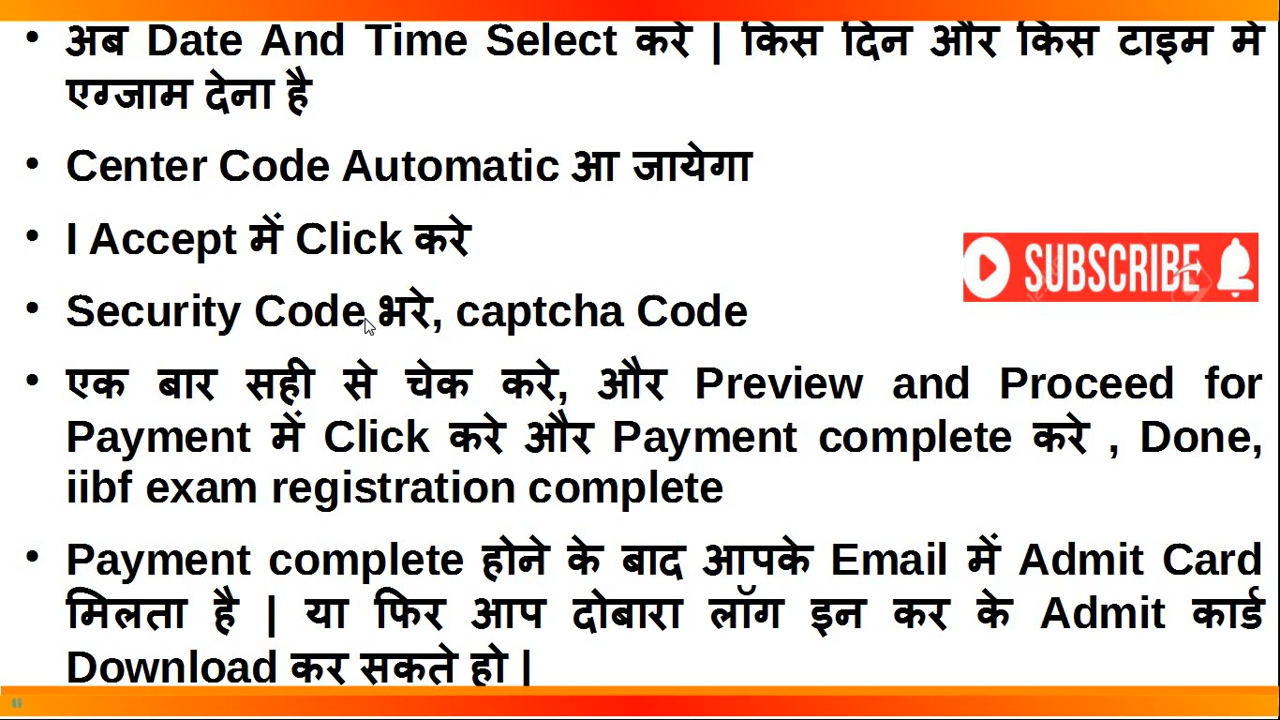 • अब Date And Time Select करे | किस दिन और किस टाइम मे
एग्जाम देना है
• Center Code Automatic आ जायेगा
• I Accept में Click करे
SUBSCRIBE
• Security Code भरे, captcha Code
• एक बार सही से चेक करे, और Preview and Proceed for
Payment में Click करे और Payment complete करे , Done,
iibf exam registration complete
• Payment complete होने के बाद आपके Email में Admit Card
मिलता है | या फिर आप दोबारा लॉग इन कर के Admit कार्ड
Download कर सकते हो |